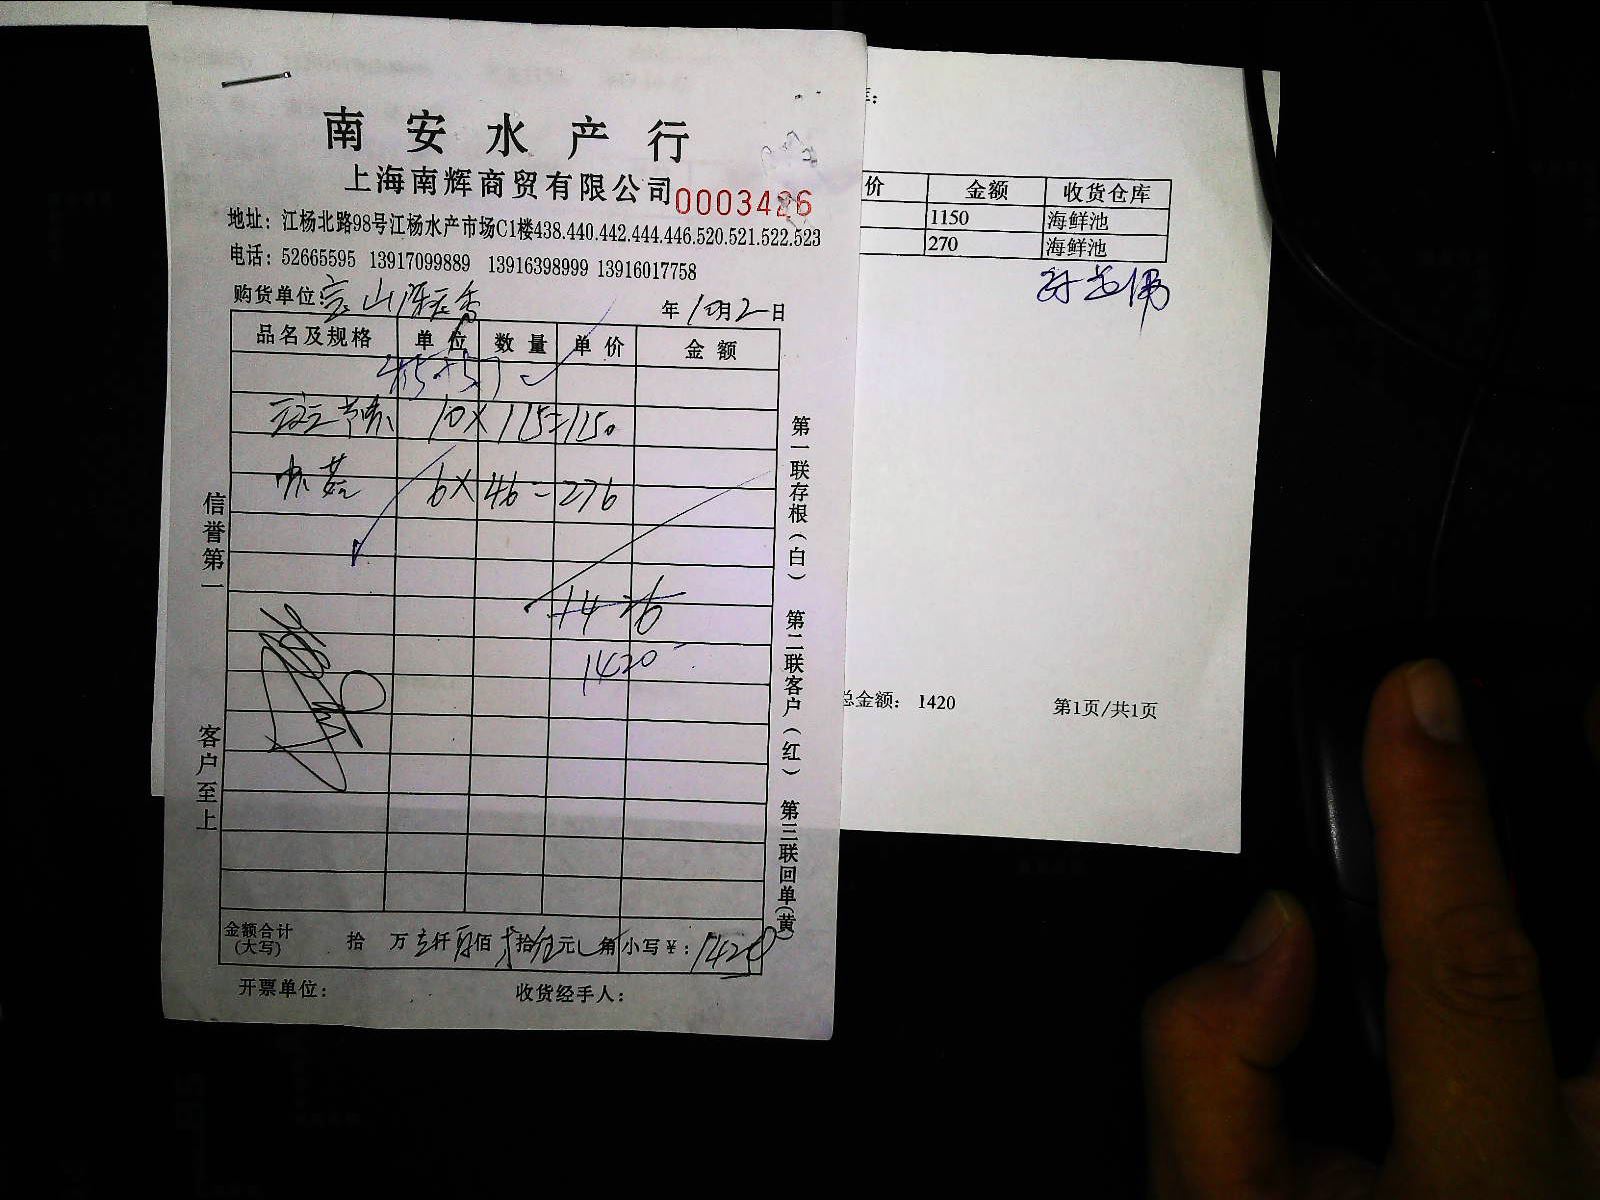 南安水产行
上海南辉商贸有限公司 0003426
地址：江杨北路98号江杨水产市场C1楼438.440.442.444.446.520.521.522.523
电话：52665595 13917099889 13916398999 13916017758
购货单位：宝山
年10月2日
品名及规格 单位 数量 单价 金额
10×115=1150
6×46=276
1426
1420
信誉第一
客户至上
第一联存根（白） 第二联客户（红） 第三联回单（黄）
金额合计（大写） 拾 万 仟 佰 拾 元 角 小写￥：1426
开票单位： 收货经手人：
库：
价 金额 收货仓库
1150 海鲜池
270 海鲜池
总金额： 1420 第1页/共1页